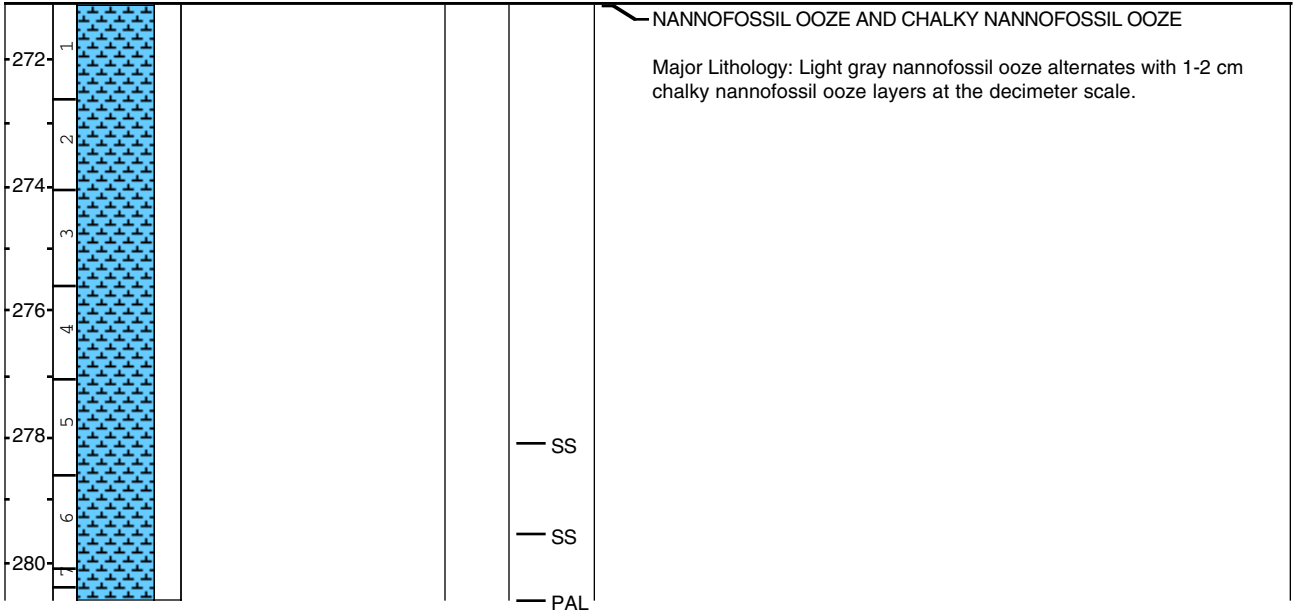 NANNOFOSSIL OOZE AND CHALKY NANNOFOSSIL OOZE
Major Lithology: Light gray nannofossil ooze alternates with 1-2 cm
chalky nannofossil ooze layers at the decimeter scale.
1
272
2
274
3
276
4
5
278
SS
6
SS
280
7
PAL